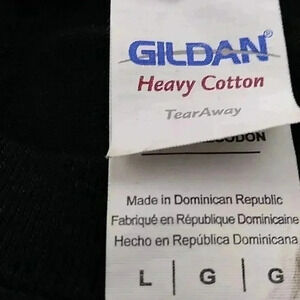 GILDAN
Heavy Cotton
TearAway
Made in Dominican Republic
Fabriqué en République Dominicaine
Hecho en República Dominicana
L | G | G